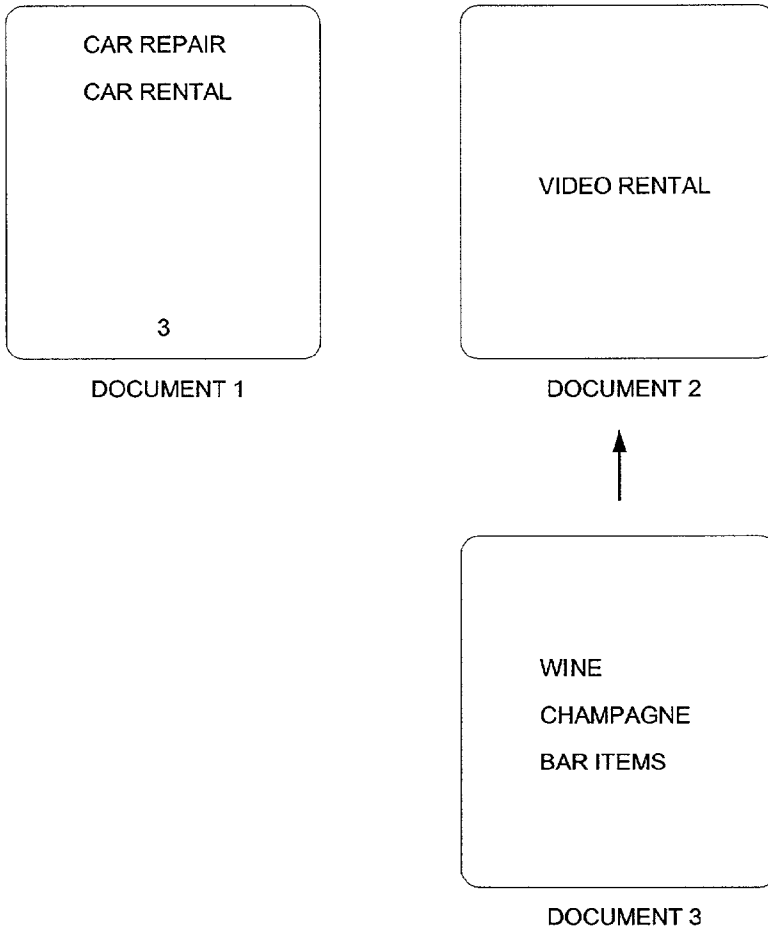 CAR REPAIR
CAR RENTAL
3
DOCUMENT 1
VIDEO RENTAL
DOCUMENT 2
WINE
CHAMPAGNE
BAR ITEMS
DOCUMENT 3